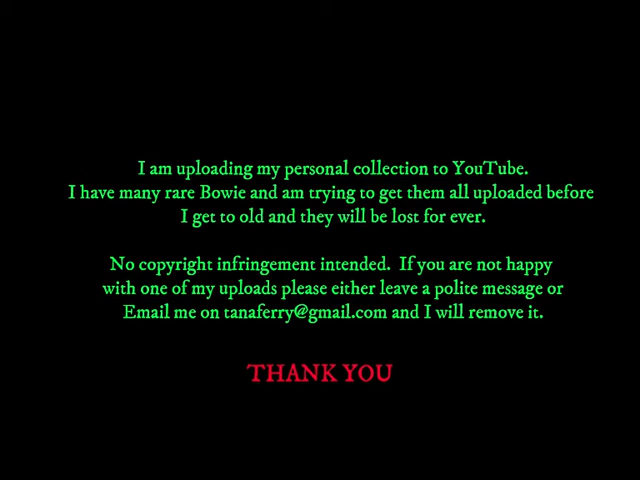 I am uploading my personal collection to YouTube.
I have many rare Bowie and am trying to get them all uploaded before
I get to old and they will be lost for ever.
No copyright infringement intended.  If you are not happy
with one of my uploads please either leave a polite message or
Email me on tanaferry@gmail.com and I will remove it.
THANK YOU